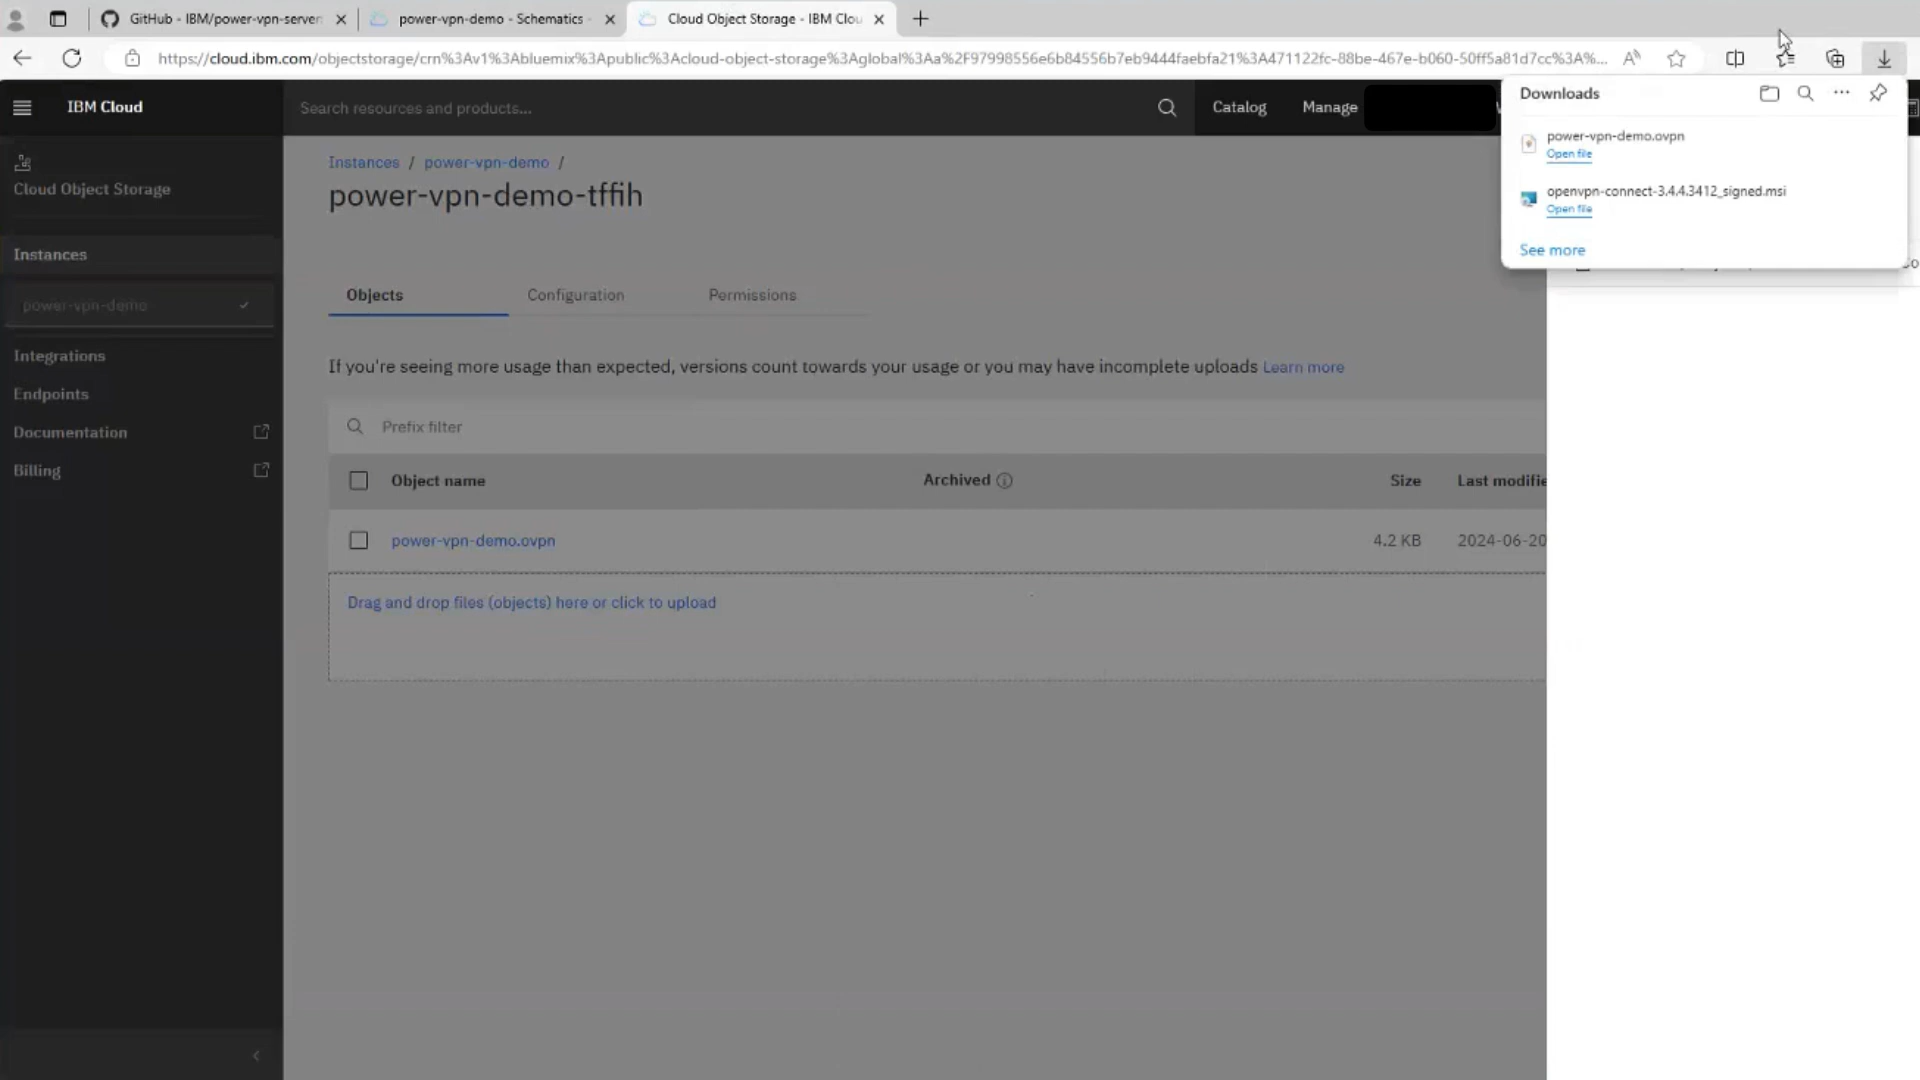 GitHub - IBM/power-vpn-server
power-vpn-demo - Schematics -
Cloud Object Storage - IBM Clou
https://cloud.ibm.com/objectstorage/crn%3Av1%3Abluemix%3Apublic%3Acloud-object-storage%3Aglobal%3Aa%2F97998556e6b84556b7eb9444faebfa21%3A471122fc-88be-467e-b060-50ff5a81d7cc%3A%...
IBM Cloud
Search resources and products...
Catalog
Manage
Downloads
power-vpn-demo.ovpn
Open file
openvpn-connect-3.4.4.3412_signed.msi
Open file
See more
Cloud Object Storage
Instances
power-vpn-demo
Integrations
Endpoints
Documentation
Billing
Instances / power-vpn-demo /
power-vpn-demo-tffih
Objects
Configuration
Permissions
If you're seeing more usage than expected, versions count towards your usage or you may have incomplete uploads Learn more
Prefix filter
Object name
Archived
Size
Last modifie
power-vpn-demo.ovpn
4.2 KB
2024-06-20
Drag and drop files (objects) here or click to upload